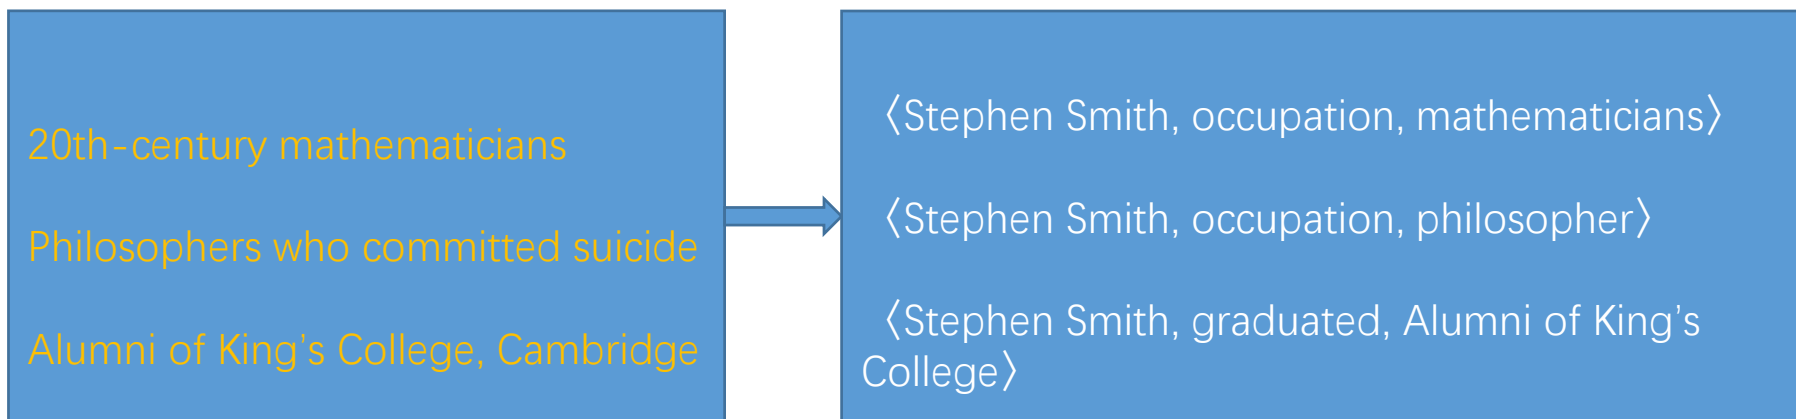 20th-century mathematicians
Philosophers who committed suicide
Alumni of King’s College, Cambridge
〈Stephen Smith, occupation, mathematicians〉
〈Stephen Smith, occupation, philosopher〉
〈Stephen Smith, graduated, Alumni of King’s
College〉